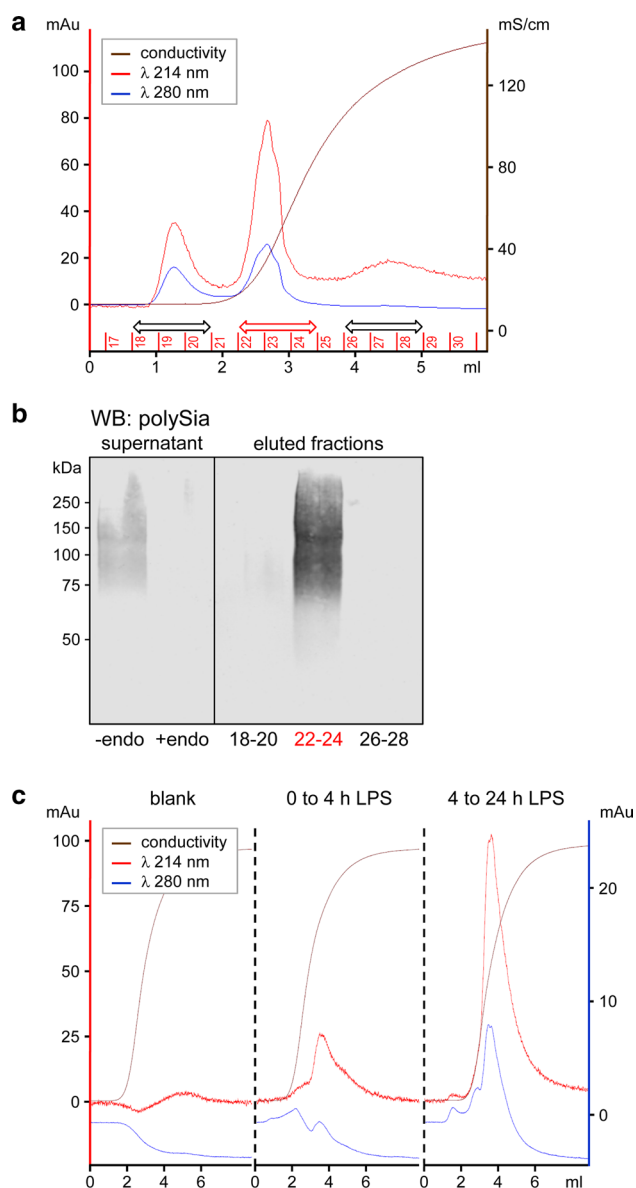 a
mAu
mS/cm
conductivity
λ 214 nm
λ 280 nm
100
80
60
40
20
0
120
80
40
0
17 18 19 20 21 22 23 24 25 26 27 28 29 30
0 1 2 3 4 5 ml
b
WB: polySia
supernatant eluted fractions
kDa
250
150
100
75
50
-endo +endo 18-20 22-24 26-28
c
blank 0 to 4 h LPS 4 to 24 h LPS
mAu mAu
conductivity
λ 214 nm
λ 280 nm
100
75
50
25
0
20
10
0
0 2 4 6 0 2 4 6 0 2 4 6 ml